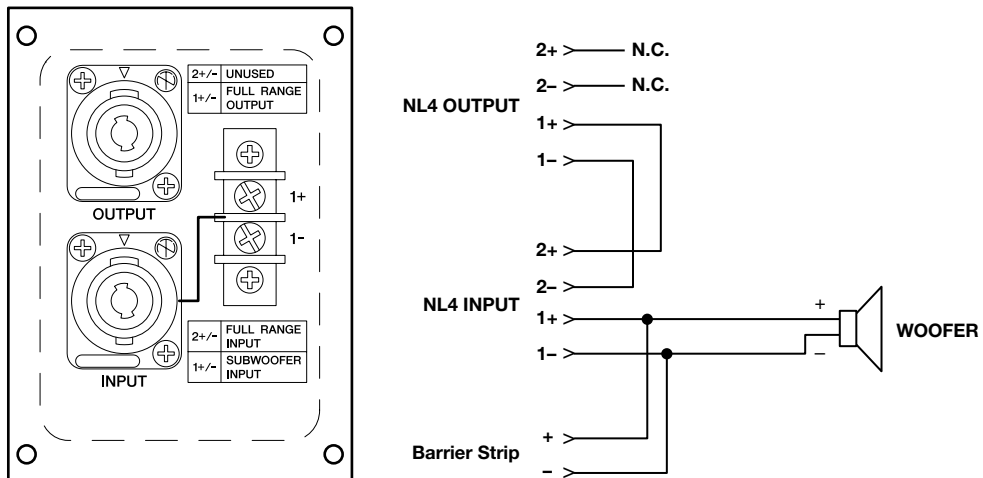 2+/- UNUSED
1+/- FULL RANGE
OUTPUT
OUTPUT
1+
1-
2+/- FULL RANGE
INPUT
1+/- SUBWOOFER
INPUT
INPUT
2+ N.C.
2– N.C.
NL4 OUTPUT
1+
1–
2+
2–
NL4 INPUT
1+
1–
+
–
WOOFER
Barrier Strip
+
–